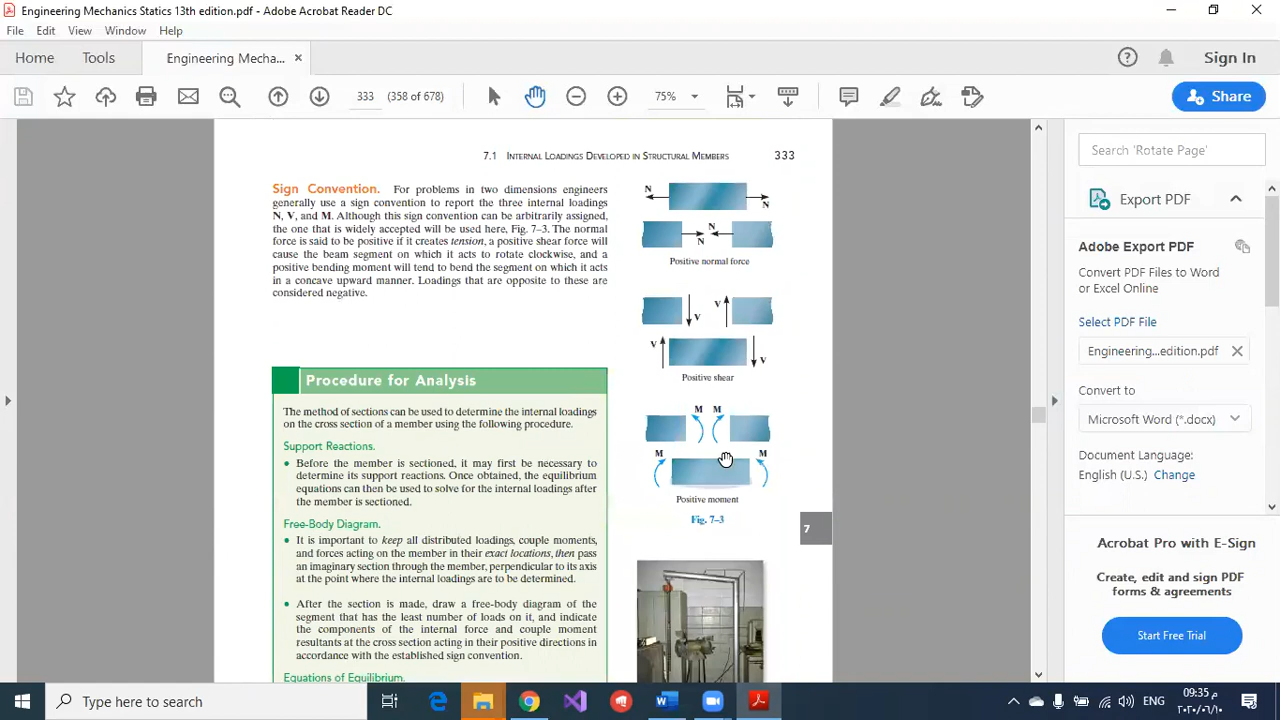 Engineering Mechanics Statics 13th edition.pdf - Adobe Acrobat Reader DC
File Edit View Window Help
Home Tools Engineering Mecha... × Sign In
333 (358 of 678) 75% Share
7.1 INTERNAL LOADINGS DEVELOPED IN STRUCTURAL MEMBERS 333
Sign Convention. For problems in two dimensions engineers
generally use a sign convention to report the three internal loadings
N, V, and M. Although this sign convention can be arbitrarily assigned,
the one that is widely accepted will be used here, Fig. 7–3. The normal
force is said to be positive if it creates tension, a positive shear force will
cause the beam segment on which it acts to rotate clockwise, and a
positive bending moment will tend to bend the segment on which it acts
in a concave upward manner. Loadings that are opposite to these are
considered negative.
Procedure for Analysis
The method of sections can be used to determine the internal loadings
on the cross section of a member using the following procedure.
Support Reactions.
• Before the member is sectioned, it may first be necessary to
determine its support reactions. Once obtained, the equilibrium
equations can then be used to solve for the internal loadings after
the member is sectioned.
Free-Body Diagram.
• It is important to keep all distributed loadings, couple moments,
and forces acting on the member in their exact locations, then pass
an imaginary section through the member, perpendicular to its axis
at the point where the internal loadings are to be determined.
• After the section is made, draw a free-body diagram of the
segment that has the least number of loads on it, and indicate
the components of the internal force and couple moment
resultants at the cross section acting in their positive directions in
accordance with the established sign convention.
Equations of Equilibrium.
N
N
N
N
Positive normal force
V
V
V
V
Positive shear
M M
M M
Positive moment
Fig. 7–3
7
Search 'Rotate Page'
Export PDF
Adobe Export PDF
Convert PDF Files to Word
or Excel Online
Select PDF File
Engineering...edition.pdf
Convert to
Microsoft Word (*.docx)
Document Language:
English (U.S.) Change
Acrobat Pro with E-Sign
Create, edit and sign PDF
forms & agreements
Start Free Trial
Type here to search
ENG
09:35 م